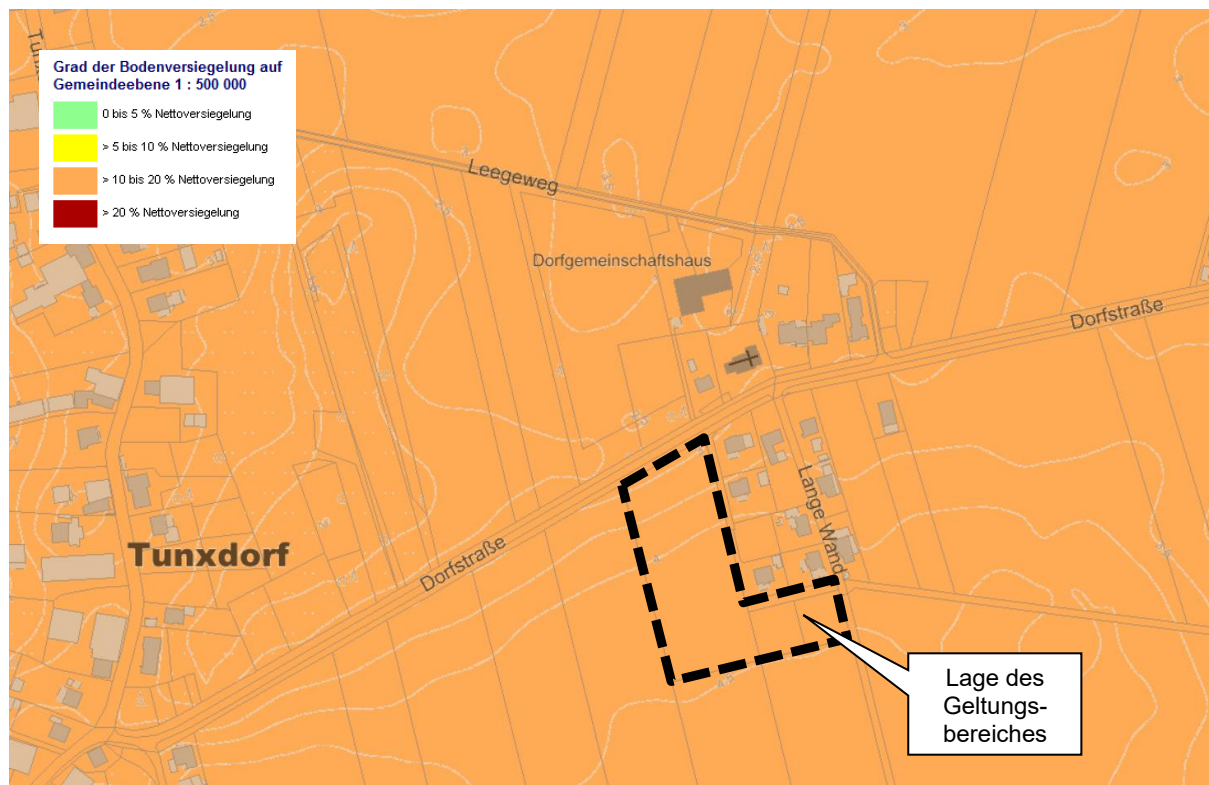 Tunx
Grad der Bodenversiegelung auf
Gemeindeebene 1 : 500 000
0 bis 5 % Nettoversiegelung
> 5 bis 10 % Nettoversiegelung
> 10 bis 20 % Nettoversiegelung
> 20 % Nettoversiegelung
Leegeweg
Dorfgemeinschaftshaus
Dorfstraße
Lange Wand
Tunxdorf
Dorfstraße
Lage des
Geltungs-
bereiches